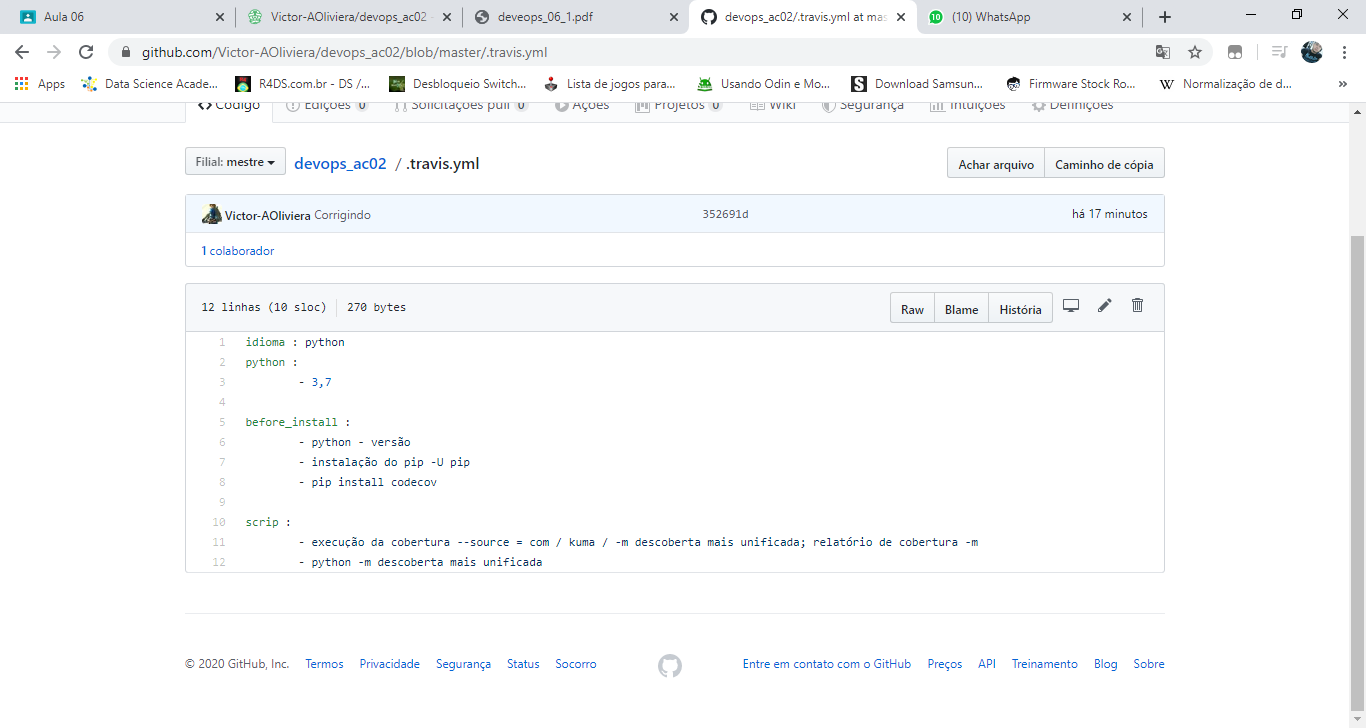 Aula 06
Victor-AOliviera/devops_ac02 -
deveops_06_1.pdf
devops_ac02/.travis.yml at mas
(10) WhatsApp
github.com/Victor-AOliviera/devops_ac02/blob/master/.travis.yml
Apps
Data Science Acade...
R4DS.com.br - DS /...
Desbloqueio Switch...
Lista de jogos para...
Usando Odin e Mo...
Download Samsun...
Firmware Stock Ro...
Normalização de d...
»
Código
Edições 0
Solicitações pull 0
Ações
Projetos 0
Wiki
Segurança
Intuições
Definições
Filial: mestre
devops_ac02 / .travis.yml
Achar arquivo
Caminho de cópia
Victor-AOliviera Corrigindo
352691d
há 17 minutos
1 colaborador
12 linhas (10 sloc)
270 bytes
Raw
Blame
História
1 idioma : python
2 python :
3 - 3,7
4
5 before_install :
6 - python - versão
7 - instalação do pip -U pip
8 - pip install codecov
9
10 scrip :
11 - execução da cobertura --source = com / kuma / -m descoberta mais unificada; relatório de cobertura -m
12 - python -m descoberta mais unificada
© 2020 GitHub, Inc.
Termos
Privacidade
Segurança
Status
Socorro
Entre em contato com o GitHub
Preços
API
Treinamento
Blog
Sobre